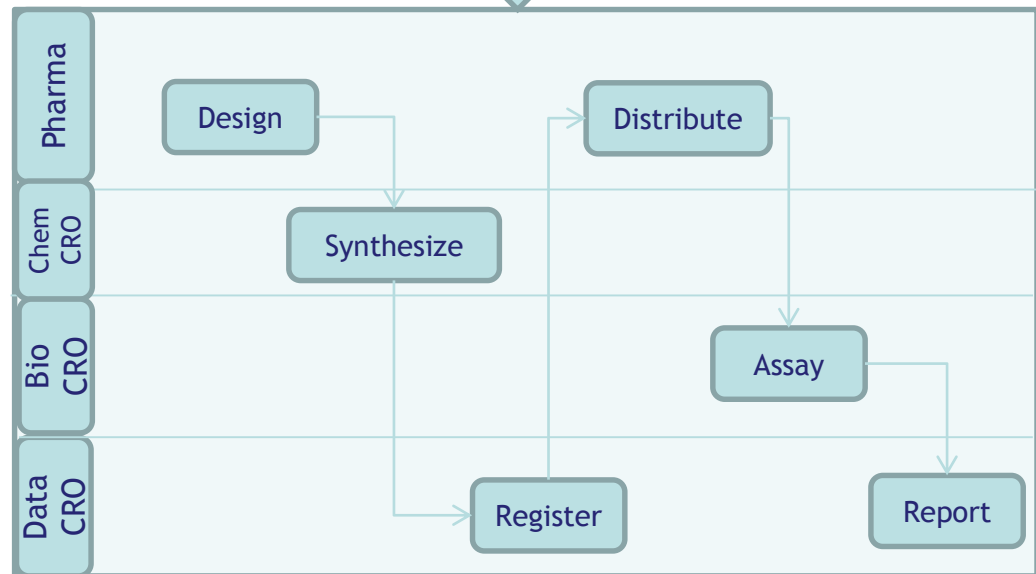 Pharma
Design
Distribute
Chem
CRO
Synthesize
Bio
CRO
Assay
Data
CRO
Register
Report